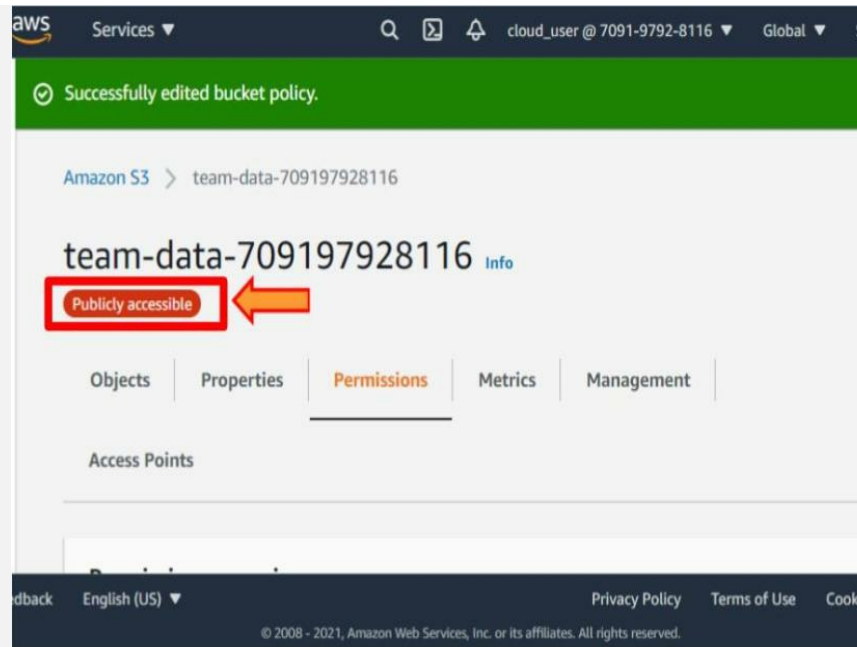 aws Services ▼ cloud_user @ 7091-9792-8116 ▼ Global ▼
Successfully edited bucket policy.
Amazon S3 > team-data-709197928116
team-data-709197928116 Info
Publicly accessible
Objects Properties Permissions Metrics Management
Access Points
edback English (US) ▼ Privacy Policy Terms of Use Cook
© 2008 - 2021, Amazon Web Services, Inc. or its affiliates. All rights reserved.